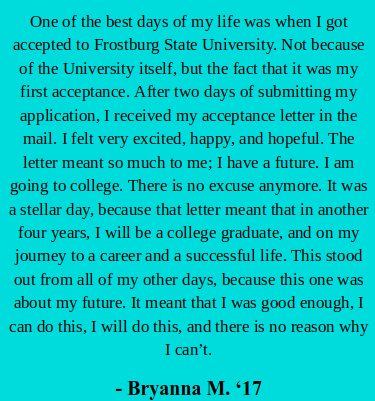 One of the best days of my life was when I got
accepted to Frostburg State University. Not because
of the University itself, but the fact that it was my
first acceptance. After two days of submitting my
application, I received my acceptance letter in the
mail. I felt very excited, happy, and hopeful. The
letter meant so much to me; I have a future. I am
going to college. There is no excuse anymore. It was
a stellar day, because that letter meant that in another
four years, I will be a college graduate, and on my
journey to a career and a successful life. This stood
out from all of my other days, because this one was
about my future. It meant that I was good enough, I
can do this, I will do this, and there is no reason why
I can’t.
- Bryanna M. ‘17